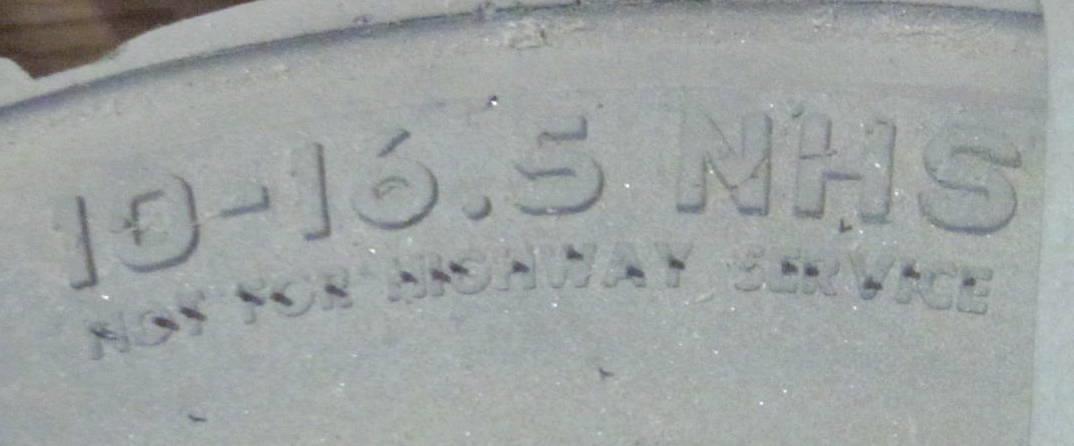 10-16.5 NHS
NOT FOR HIGHWAY SERVICE